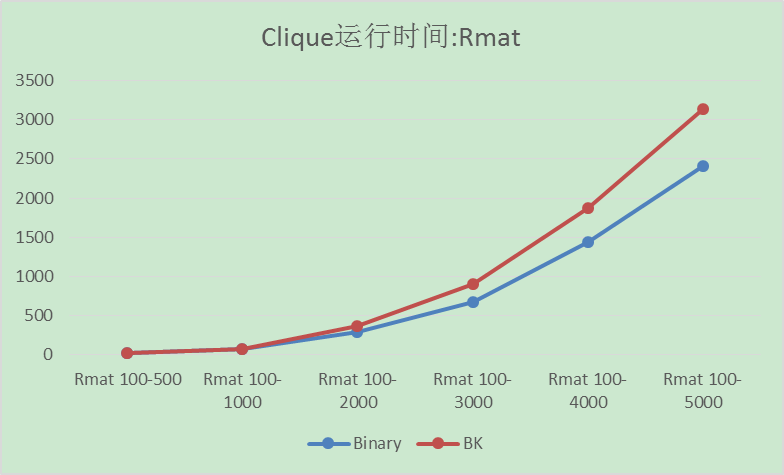 Clique运行时间:Rmat
3500
3000
2500
2000
1500
1000
500
0
Rmat 100-500
Rmat 100-
1000
Rmat 100-
2000
Rmat 100-
3000
Rmat 100-
4000
Rmat 100-
5000
Binary
BK